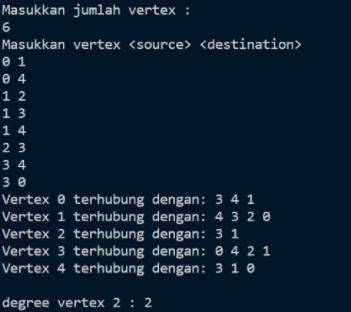 Masukkan jumlah vertex :
6
Masukkan vertex <source> <destination>
0 1
0 4
1 2
1 3
1 4
2 3
3 4
3 0
Vertex 0 terhubung dengan: 3 4 1
Vertex 1 terhubung dengan: 4 3 2 0
Vertex 2 terhubung dengan: 3 1
Vertex 3 terhubung dengan: 0 4 2 1
Vertex 4 terhubung dengan: 3 1 0
degree vertex 2 : 2